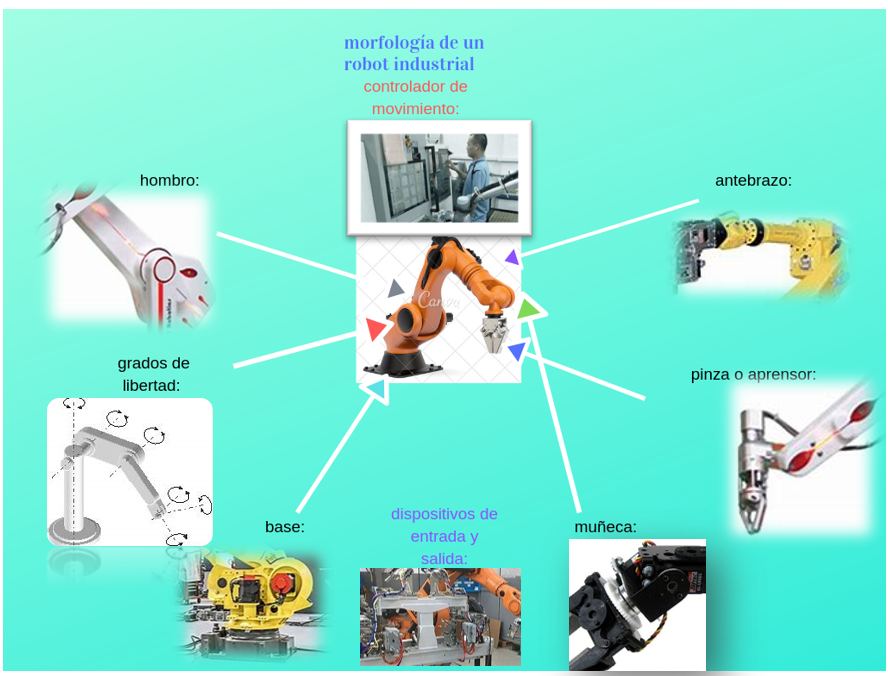 morfología de un
robot industrial
controlador de
movimiento:
hombro:
antebrazo:
Canva
grados de
libertad:
pinza o aprensor:
base:
dispositivos de
entrada y
salida:
muñeca: